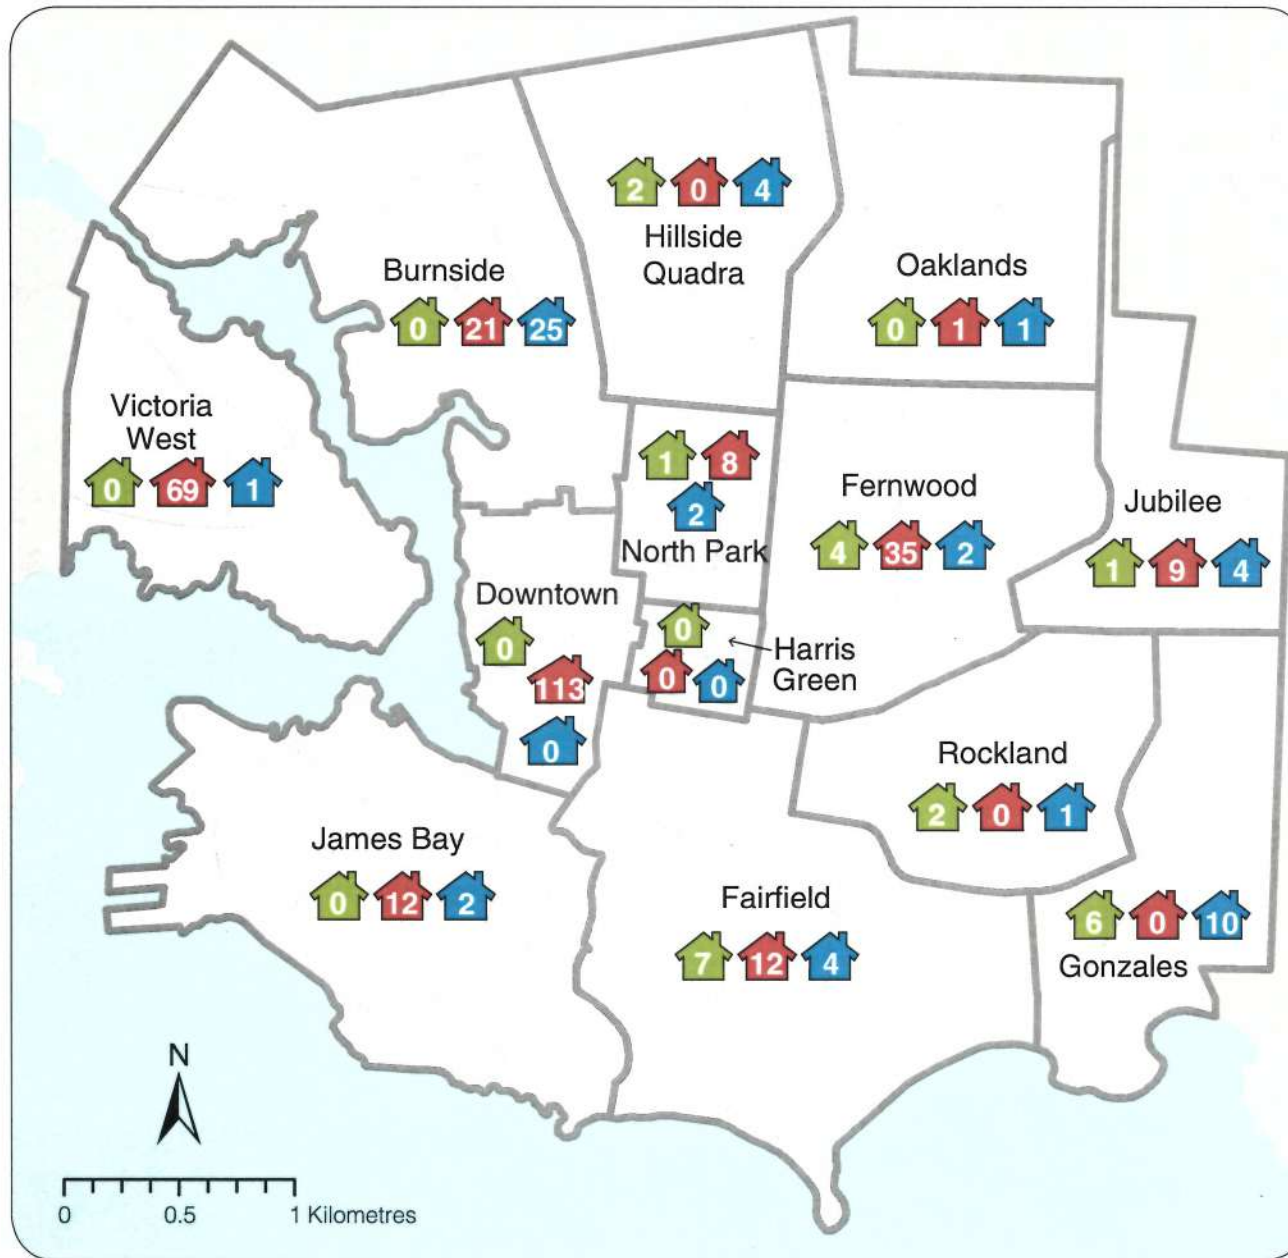 2 0 4
Hillside
Quadra
Burnside
0 21 25
Oaklands
0 1 1
Victoria
West
0 69 1
1 8
2
North Park
Fernwood
4 35 2
Jubilee
1 9 4
Downtown
0
113
0
0
0 0
Harris
Green
Rockland
2 0 1
James Bay
0 12 2
Fairfield
7 12 4
6 0 10
Gonzales
N
0 0.5 1 Kilometres